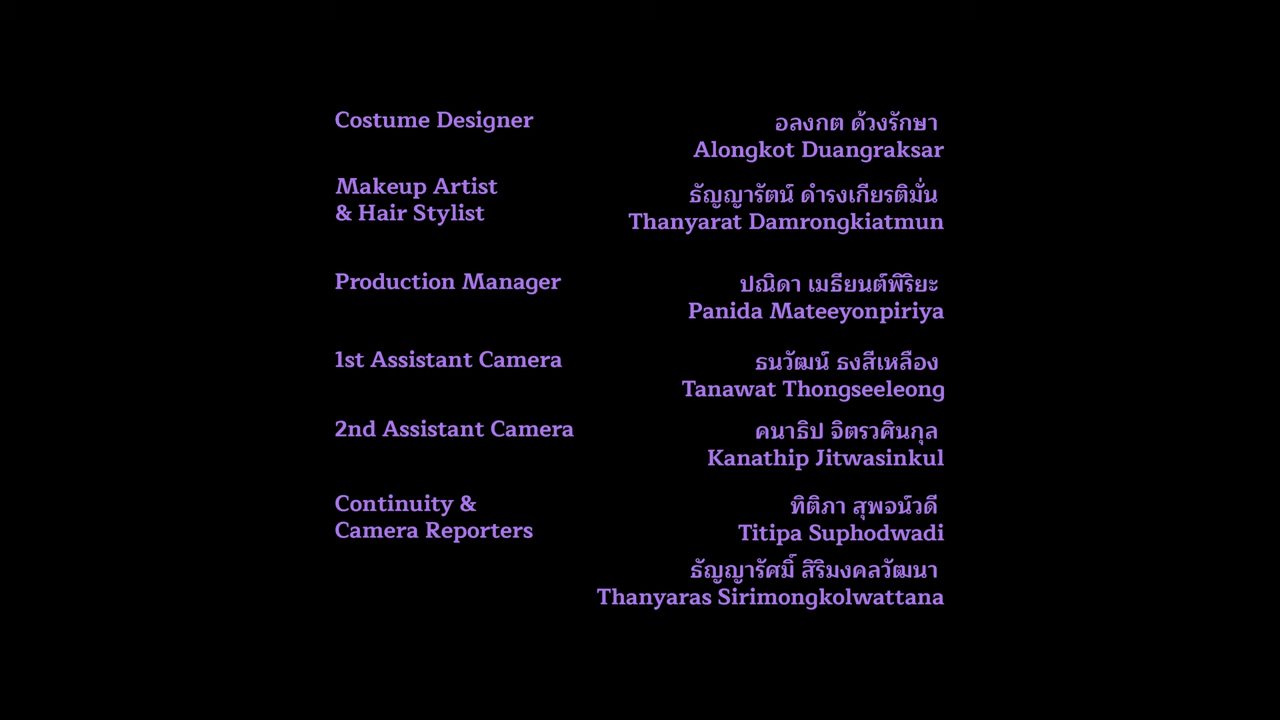 Costume Designer
อลงกต ด้วงรักษา
Alongkot Duangraksar
Makeup Artist
& Hair Stylist
ธัญญารัตน์ ดำรงเกียรติมั่น
Thanyarat Damrongkiatmun
Production Manager
ปณิดา เมธียนต์พิริยะ
Panida Mateeyonpiriya
1st Assistant Camera
ธนวัฒน์ ธงสีเหลือง
Tanawat Thongseeleong
2nd Assistant Camera
คนาธิป จิตรวศินกุล
Kanathip Jitwasinkul
Continuity &
Camera Reporters
ทิติภา สุพจน์วดี
Titipa Suphodwadi
ธัญญารัศมิ์ สิริมงคลวัฒนา
Thanyaras Sirimongkolwattana